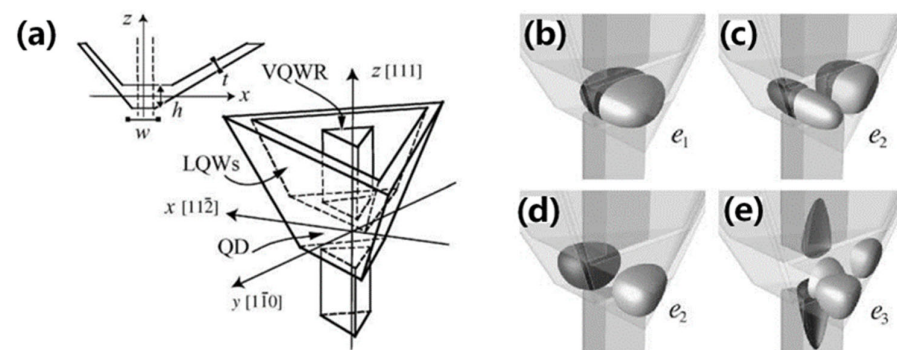 (a)
z
x
h
w
t
VQWR
z [111]
LQWs
x [112̄]
QD
y [11̄0]
(b)
e₁
(c)
e₂
(d)
e₂
(e)
e₃